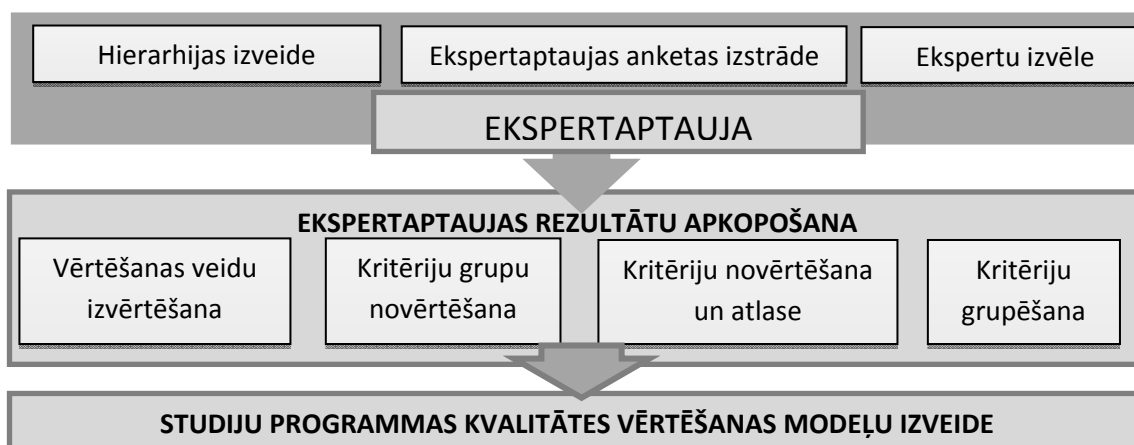 Hierarhijas izveide
Ekspertaptaujas anketas izstrāde
Ekspertu izvēle
EKSPERTAPTAUJA
EKSPERTAPTAUJAS REZULTĀTU APKOPOŠANA
Vērtēšanas veidu
izvērtēšana
Kritēriju grupu
novērtēšana
Kritēriju novērtēšana
un atlase
Kritēriju
grupēšana
STUDIJU PROGRAMMAS KVALITĀTES VĒRTĒŠANAS MODEĻU IZVEIDE